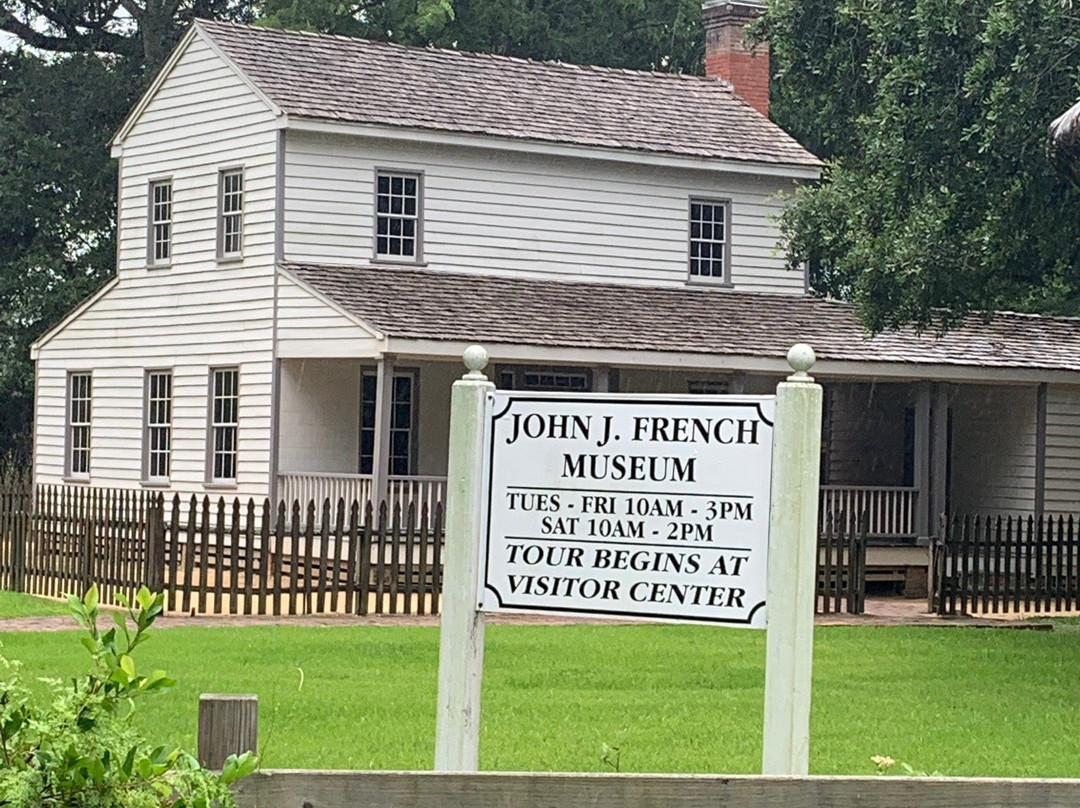 JOHN J. FRENCH
MUSEUM
TUES - FRI 10AM - 3PM
SAT 10AM - 2PM
TOUR BEGINS AT
VISITOR CENTER